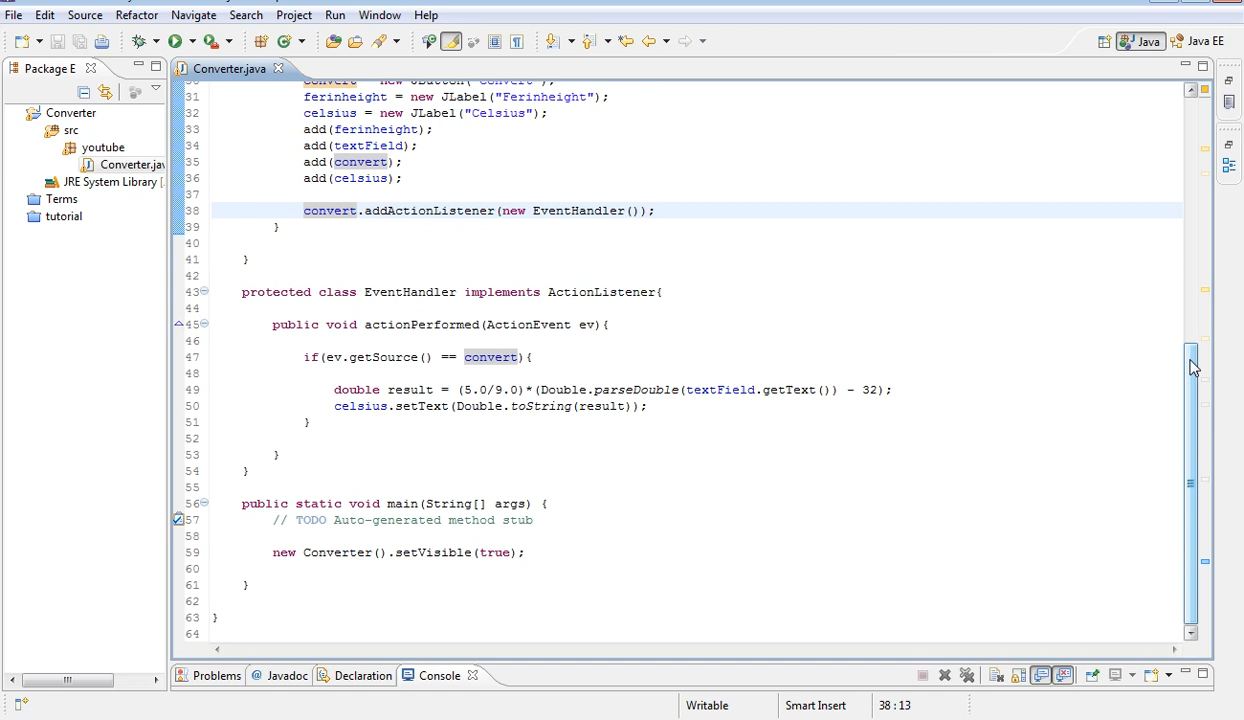 File Edit Source Refactor Navigate Search Project Run Window Help
Java Java EE
Package E
Converter.java
Converter
src
youtube
Converter.jav
JRE System Library [
Terms
tutorial
31 ferinheight = new JLabel("Ferinheight");
32 celsius = new JLabel("Celsius");
33 add(ferinheight);
34 add(textField);
35 add(convert);
36 add(celsius);
37
38 convert.addActionListener(new EventHandler());
39 }
40
41 }
42
43 protected class EventHandler implements ActionListener{
44
45 public void actionPerformed(ActionEvent ev){
46
47 if(ev.getSource() == convert){
48
49 double result = (5.0/9.0)*(Double.parseDouble(textField.getText()) - 32);
50 celsius.setText(Double.toString(result));
51 }
52
53 }
54 }
55
56 public static void main(String[] args) {
57 // TODO Auto-generated method stub
58
59 new Converter().setVisible(true);
60
61 }
62
63 }
64
Problems @ Javadoc Declaration Console
Writable Smart Insert 38 : 13